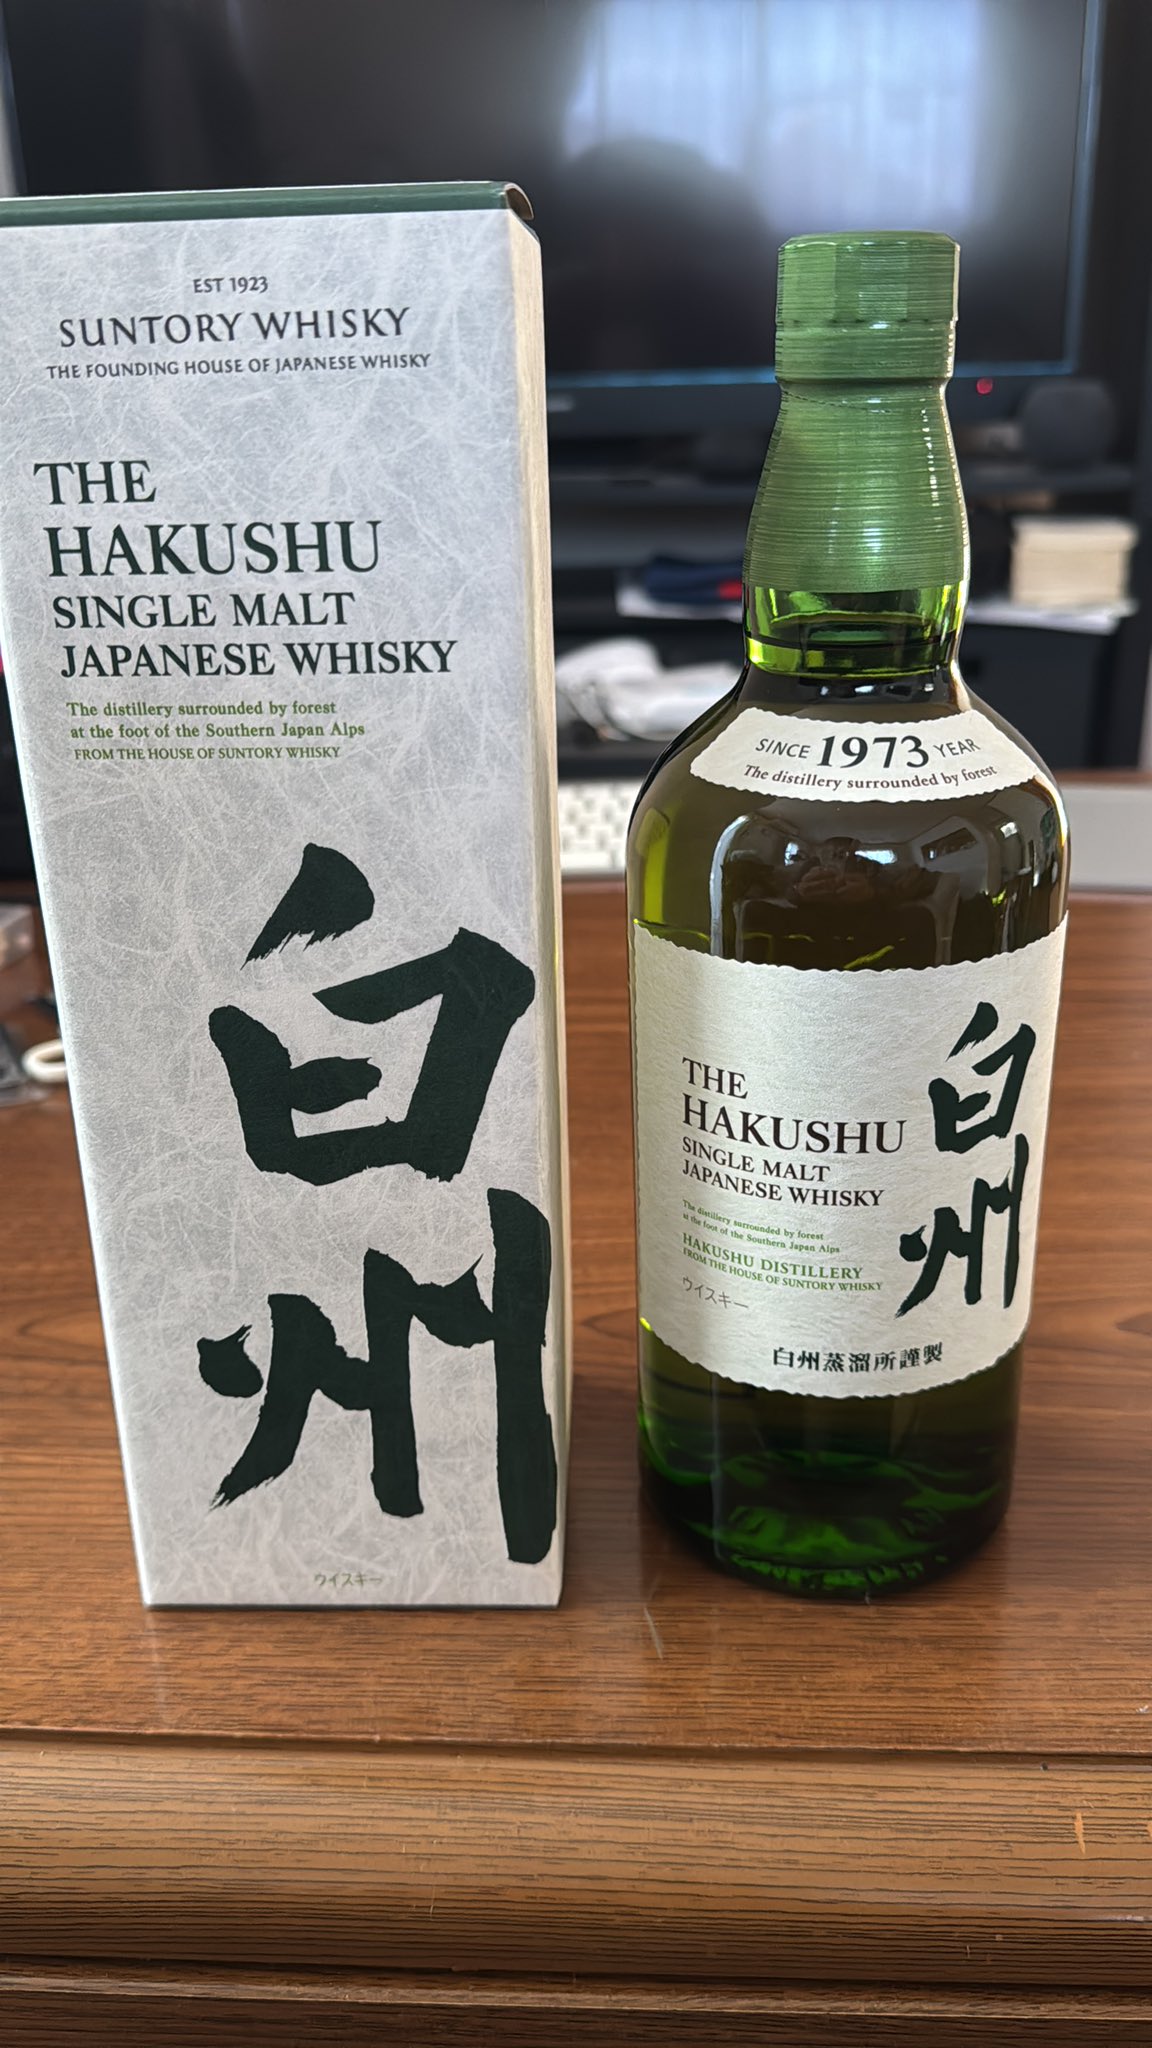 EST 1923
SUNTORY WHISKY
THE FOUNDING HOUSE OF JAPANESE WHISKY
THE
HAKUSHU
SINGLE MALT
JAPANESE WHISKY
The distillery surrounded by forest
at the foot of the Southern Japan Alps
FROM THE HOUSE OF SUNTORY WHISKY
白州
ウイスキー
SINCE 1973 YEAR
The distillery surrounded by forest
THE
HAKUSHU
SINGLE MALT
JAPANESE WHISKY
The distillery surrounded by forest
at the foot of the Southern Japan Alps
HAKUSHU DISTILLERY
FROM THE HOUSE OF SUNTORY WHISKY
ウイスキー
白州
白州蒸溜所謹製